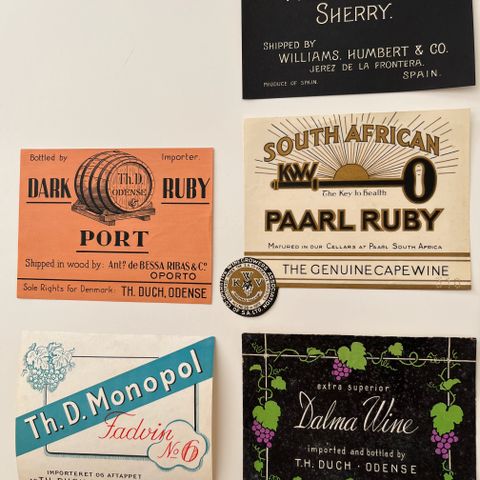 SHERRY.
SHIPPED BY
WILLIAMS, HUMBERT & CO.
JEREZ DE LA FRONTERA.
SPAIN.
PRODUCE OF SPAIN.
Bottled by
Importer.
Th. D.
ODENSE
DARK RUBY
PORT
Shipped in wood by: Antº. de BESSA RIBAS & Cº
OPORTO
Sole Rights for Denmark: TH. DUCH, ODENSE
SOUTH AFRICAN
KWV
The Key to Health
PAARL RUBY
MATURED IN OUR CELLARS AT PAARL SOUTH AFRICA
THE GENUINE CAPE WINE
KWV
Th. D. Monopol
Fadvin
No 6
IMPORTERET OG AFTAPPET
extra superior
Dalma Wine
imported and bottled by
T.H. DUCH · ODENSE